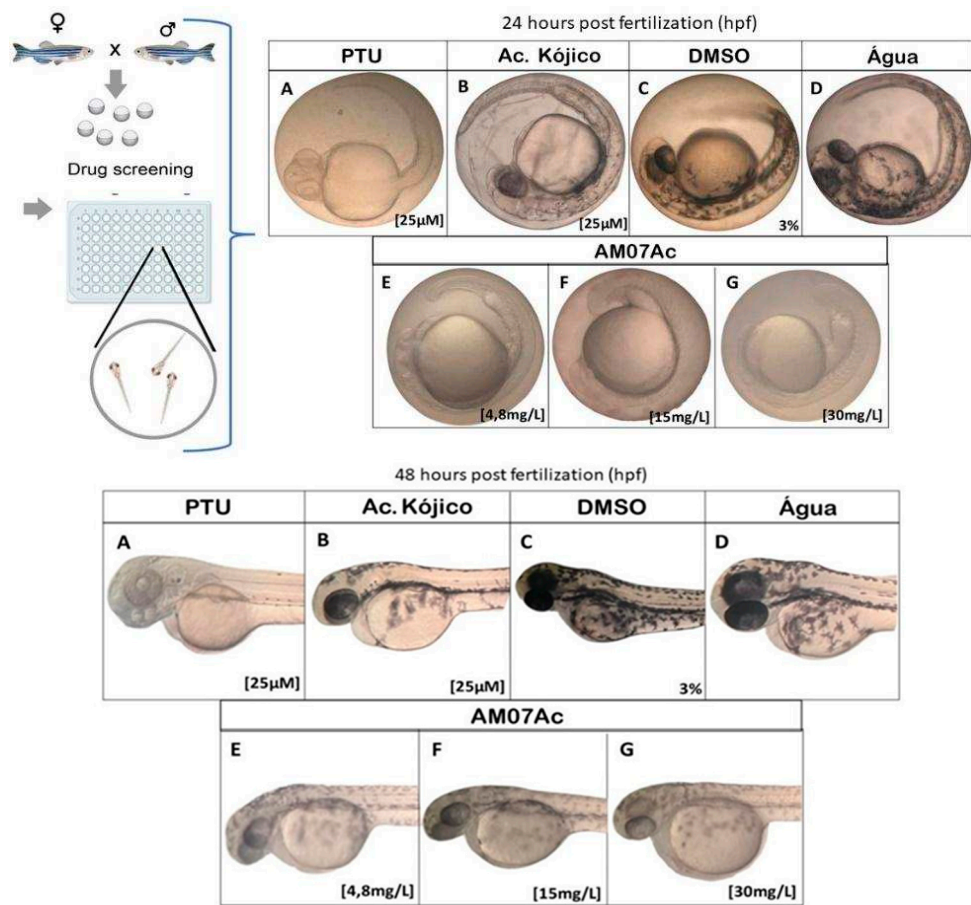 ♀ ♂
X
Drug screening
24 hours post fertilization (hpf)
PTU Ac. Kójico DMSO Água
A B C D
[25µM] [25µM] 3%
AM07Ac
E F G
[4,8mg/L] [15mg/L] [30mg/L]
48 hours post fertilization (hpf)
PTU Ac. Kójico DMSO Água
A B C D
[25µM] [25µM] 3%
AM07Ac
E F G
[4,8mg/L] [15mg/L] [30mg/L]